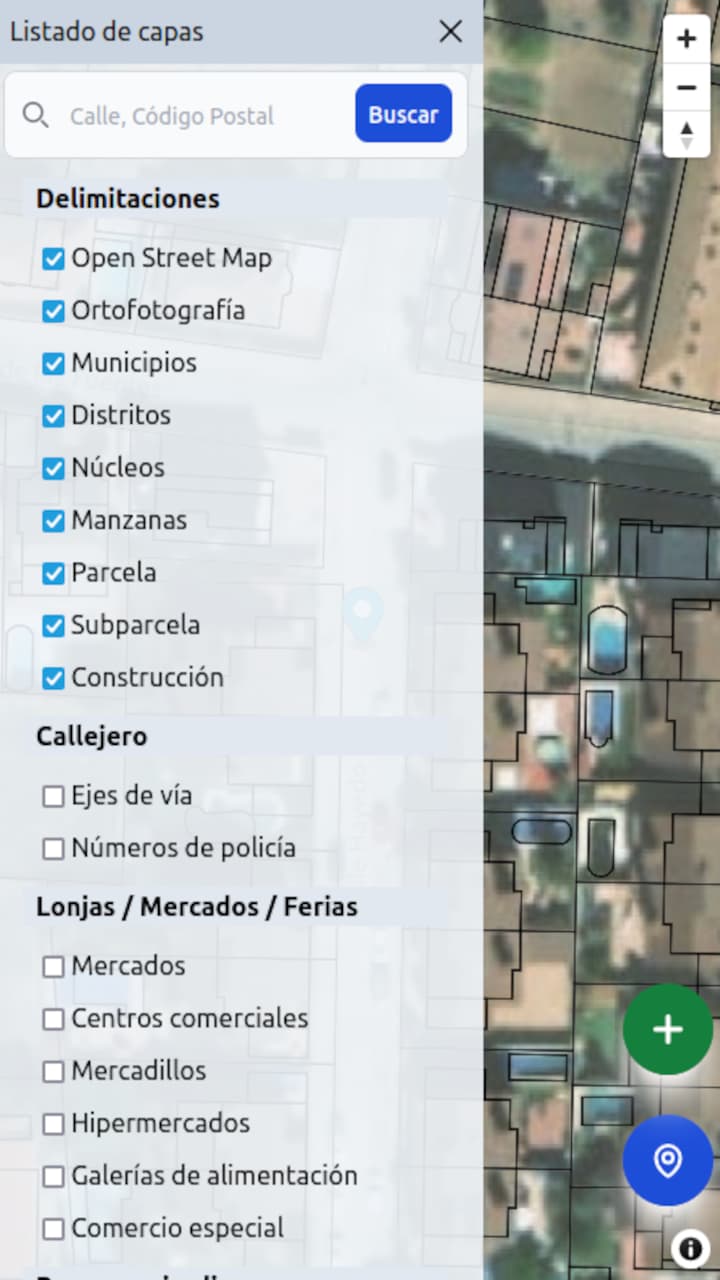 Listado de capas
Calle, Código Postal
Buscar
Delimitaciones
Open Street Map
Ortofotografía
Municipios
Distritos
Núcleos
Manzanas
Parcela
Subparcela
Construcción
Callejero
Ejes de vía
Números de policía
Lonjas / Mercados / Ferias
Mercados
Centros comerciales
Mercadillos
Hipermercados
Galerías de alimentación
Comercio especial